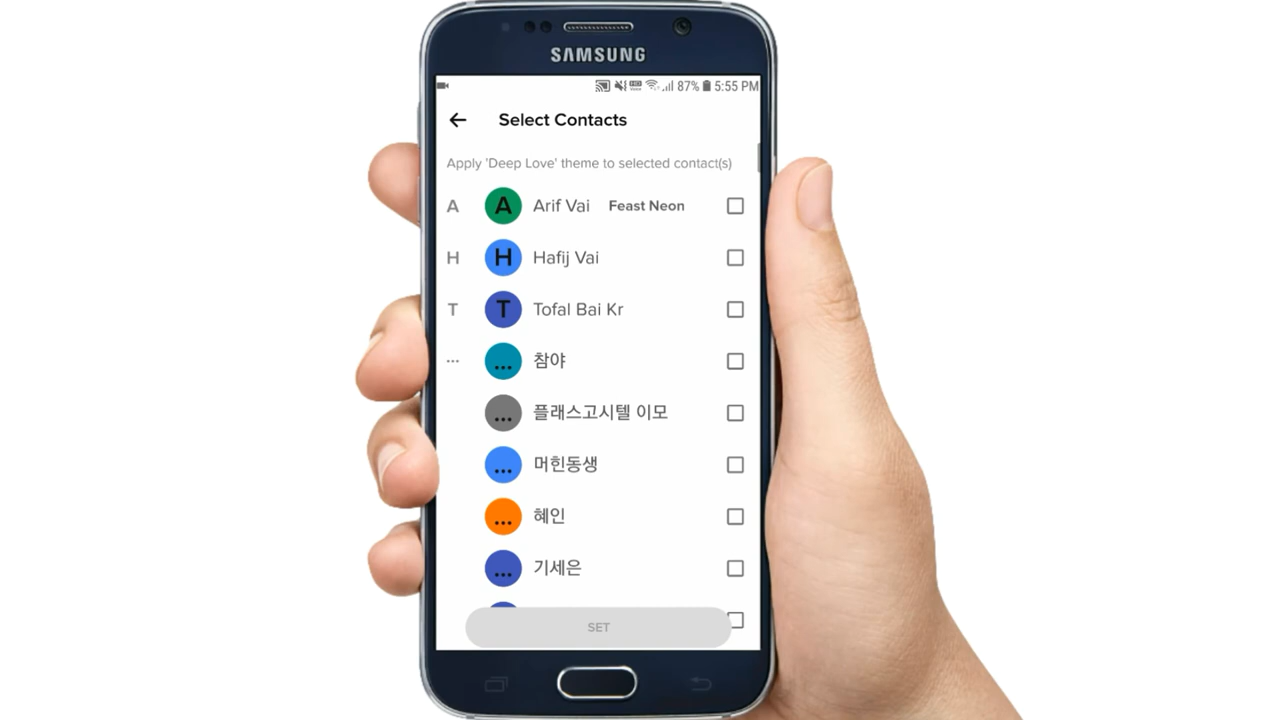 SAMSUNG
87% 5:55 PM
Select Contacts
Apply 'Deep Love' theme to selected contact(s)
A A Arif Vai Feast Neon
H H Hafij Vai
T T Tofal Bai Kr
... ... 참야
... 플래스고시텔 이모
... 머힌동생
... 혜인
... 기세은
SET